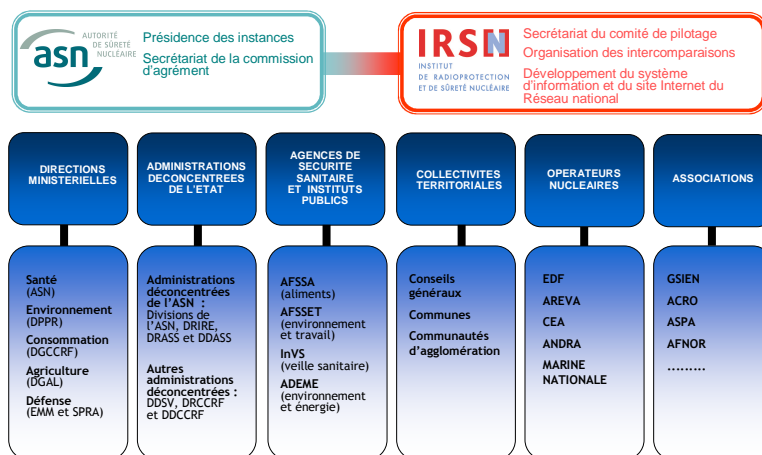 asn
AUTORITÉ
DE SÛRETÉ
NUCLÉAIRE
Présidence des instances
Secrétariat de la commission
d'agrément
IRSN
INSTITUT
DE RADIOPROTECTION
ET DE SÛRETÉ NUCLÉAIRE
Secrétariat du comité de pilotage
Organisation des intercomparaisons
Développement du système
d'information et du site Internet du
Réseau national
DIRECTIONS
MINISTERIELLES
ADMINISTRATIONS
DECONCENTREES
DE L'ETAT
AGENCES DE
SECURITE
SANITAIRE
ET INSTITUTS
PUBLICS
COLLECTIVITES
TERRITORIALES
OPERATEURS
NUCLEAIRES
ASSOCIATIONS
Santé
(ASN)
Environnement
(DPPR)
Consommation
(DGCCRF)
Agriculture
(DGAL)
Défense
(EMM et SPRA)
Administrations
déconcentrées
de l'ASN :
Divisions de
l'ASN, DRIRE,
DRASS et DDASS
Autres
administrations
déconcentrées :
DDSV, DRCCRF
et DDCCRF
AFSSA
(aliments)
AFSSET
(environnement
et travail)
InVS
(veille sanitaire)
ADEME
(environnement
et énergie)
Conseils
généraux
Communes
Communautés
d'agglomération
EDF
AREVA
CEA
ANDRA
MARINE
NATIONALE
GSIEN
ACRO
ASPA
AFNOR
.........